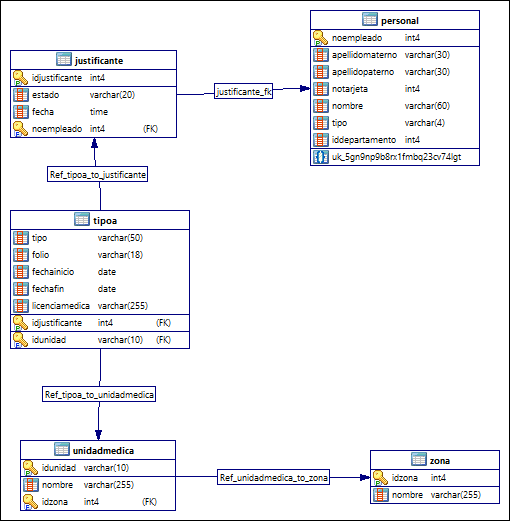 personal
noempleado int4
apellidomaterno varchar(30)
apellidopaterno varchar(30)
notarjeta int4
nombre varchar(60)
tipo varchar(4)
iddepartamento int4
uk_5gn9np9b8rx1fmbq23cv74lgt
justificante
idjustificante int4
estado varchar(20)
fecha time
noempleado int4 (FK)
justificante_fk
Ref_tipoa_to_justificante
tipoa
tipo varchar(50)
folio varchar(18)
fechainicio date
fechafin date
licenciamedica varchar(255)
idjustificante int4 (FK)
idunidad varchar(10) (FK)
Ref_tipoa_to_unidadmedica
unidadmedica
idunidad varchar(10)
nombre varchar(255)
idzona int4 (FK)
Ref_unidadmedica_to_zona
zona
idzona int4
nombre varchar(255)